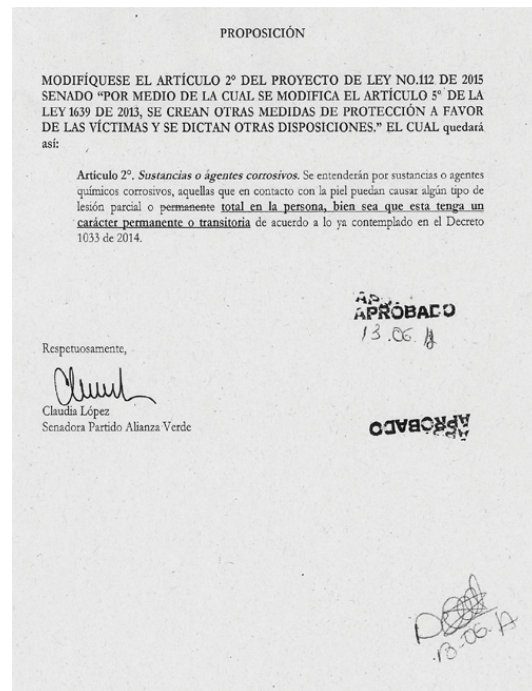 PROPOSICIÓN
MODIFÍQUESE EL ARTÍCULO 2° DEL PROYECTO DE LEY NO.112 DE 2015
SENADO “POR MEDIO DE LA CUAL SE MODIFICA EL ARTÍCULO 5° DE LA
LEY 1639 DE 2013, SE CREAN OTRAS MEDIDAS DE PROTECCIÓN A FAVOR
DE LAS VÍCTIMAS Y SE DICTAN OTRAS DISPOSICIONES.” EL CUAL quedará
así:
Artículo 2°. Sustancias o agentes corrosivos. Se entenderán por sustancias o agentes
químicos corrosivos, aquellas que en contacto con la piel puedan causar algún tipo de
lesión parcial o permanente total en la persona, bien sea que esta tenga un
carácter permanente o transitoria de acuerdo a lo ya contemplado en el Decreto
1033 de 2014.
AP
APROBADO
13.06
Respetuosamente,
Claudia López
Senadora Partido Alianza Verde
APROBADO
13-06-17